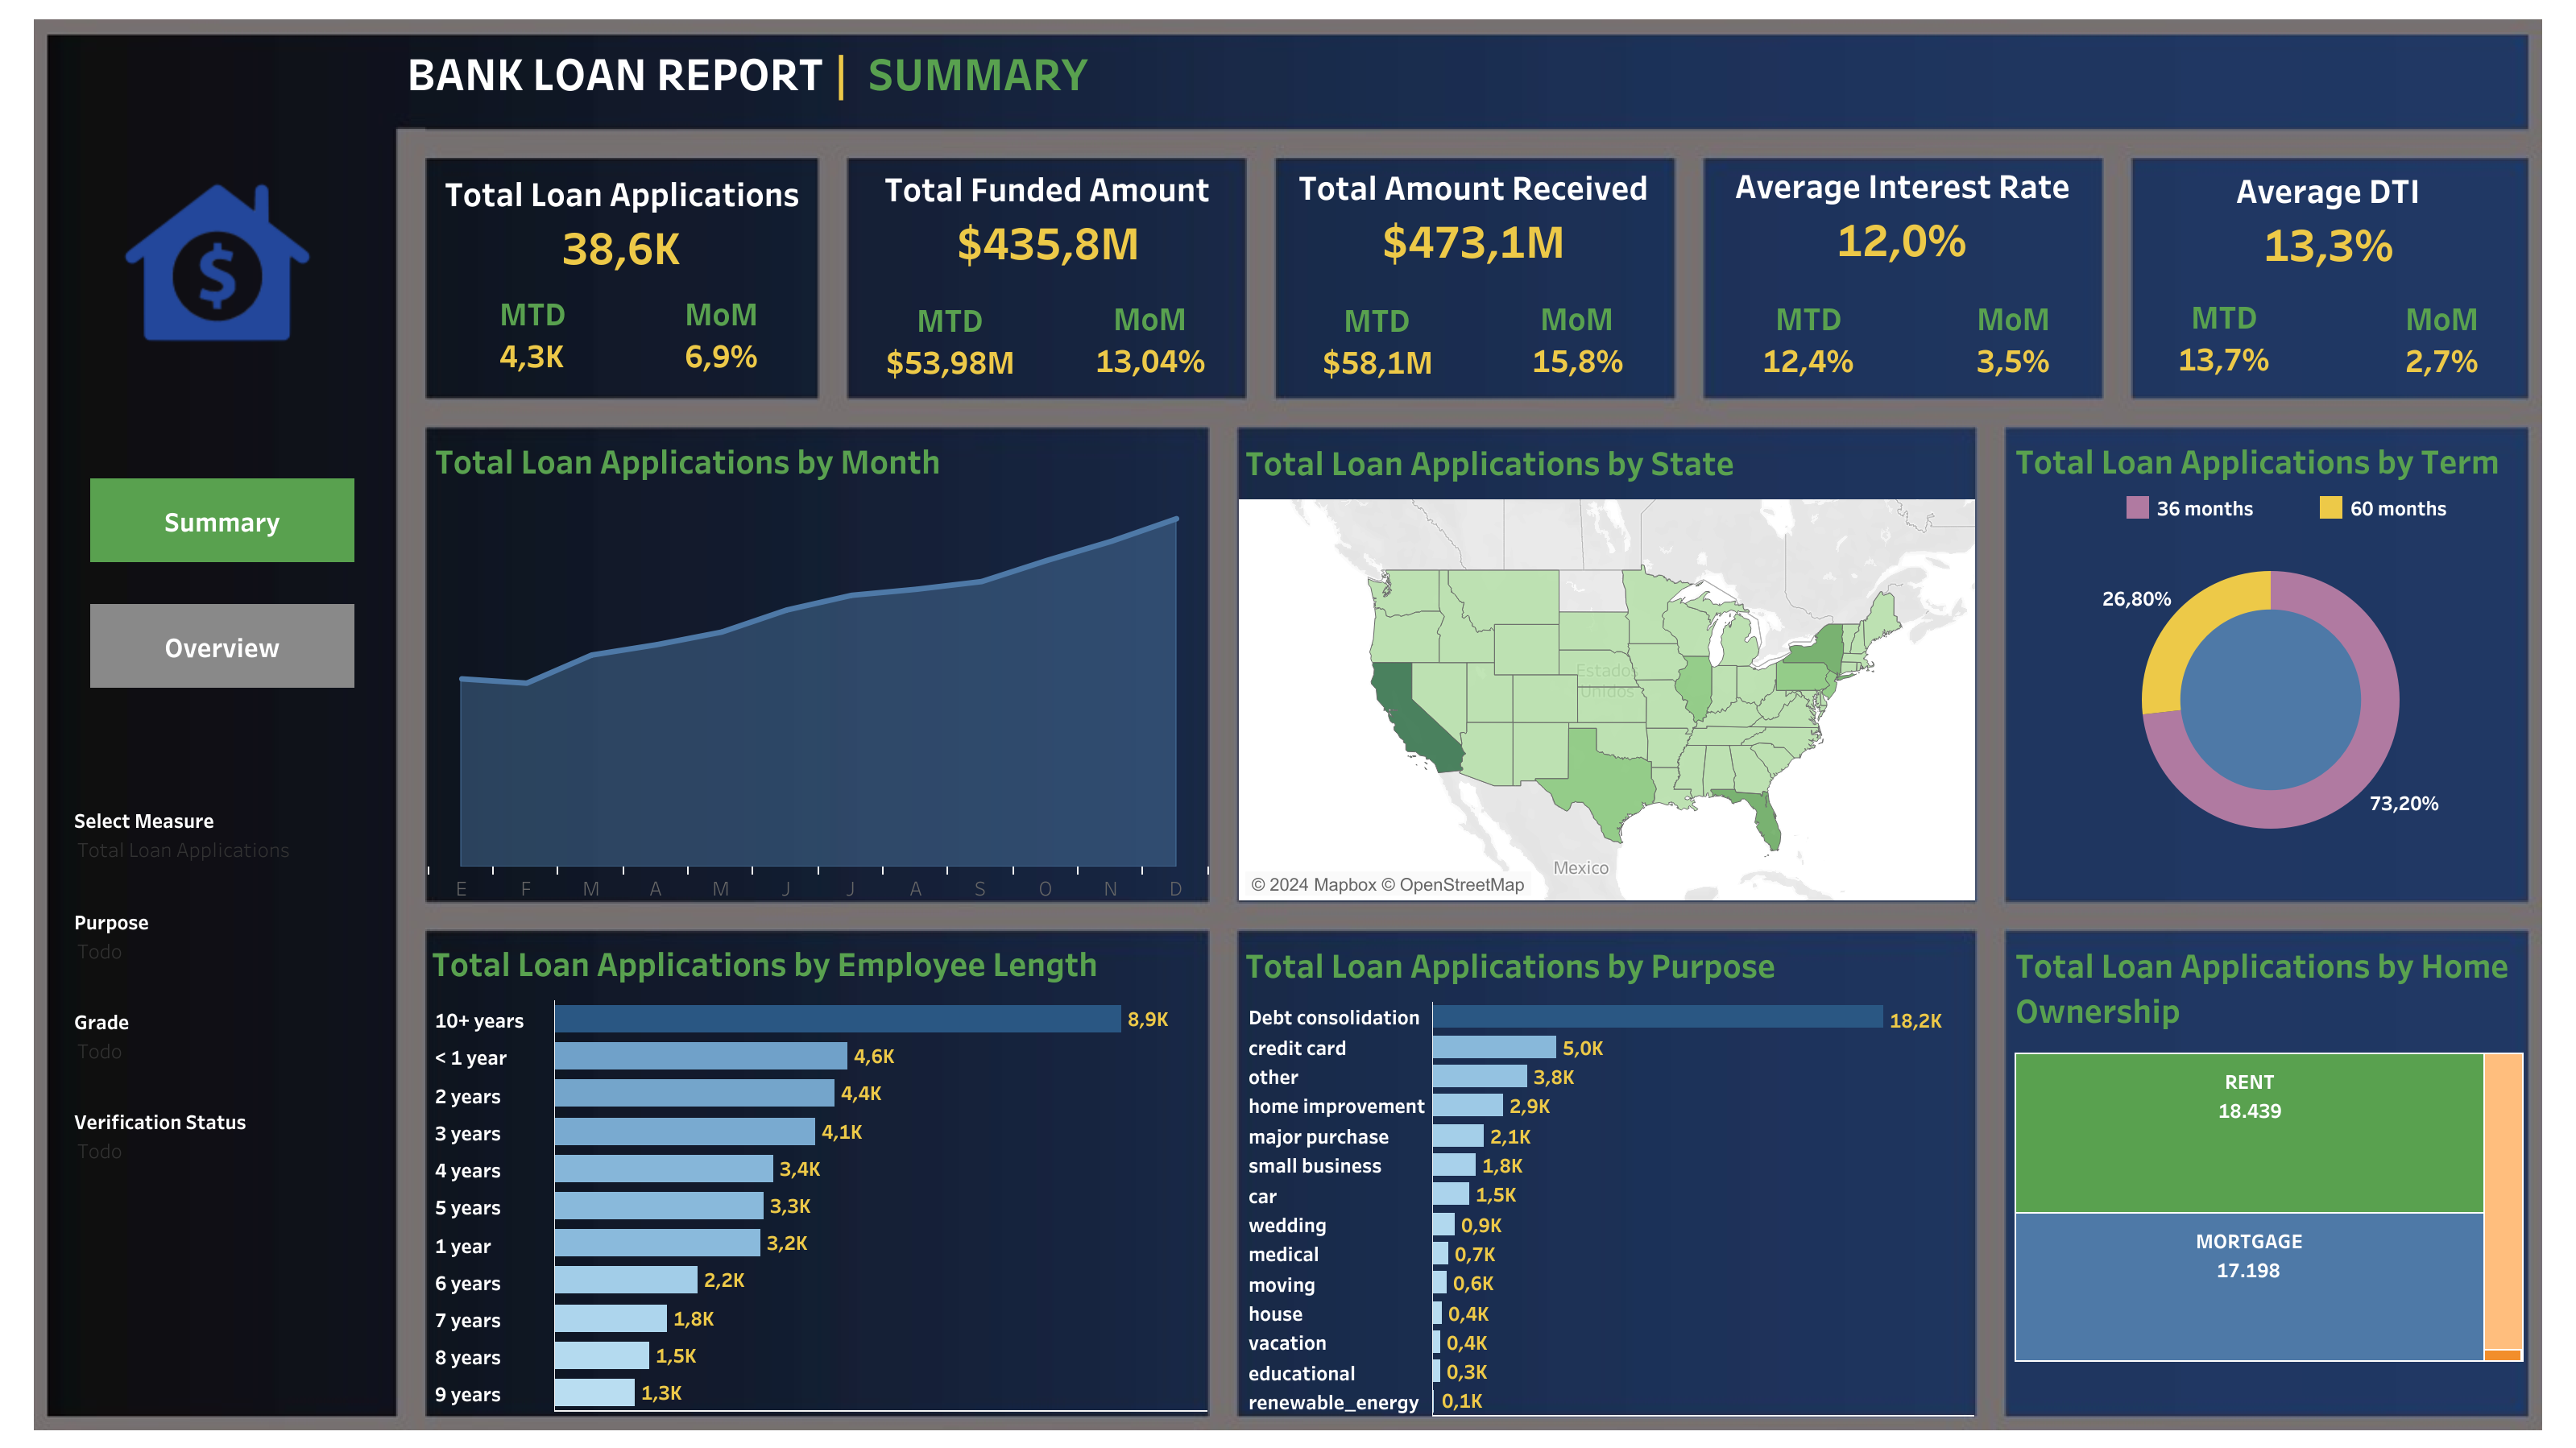 BANK LOAN REPORT | SUMMARY
$
Summary
Overview
Select Measure
Total Loan Applications
Purpose
Todo
Grade
Todo
Verification Status
Todo
Total Loan Applications
38,6K
MTD MoM
4,3K 6,9%
Total Funded Amount
$435,8M
MTD MoM
$53,98M 13,04%
Total Amount Received
$473,1M
MTD MoM
$58,1M 15,8%
Average Interest Rate
12,0%
MTD MoM
12,4% 3,5%
Average DTI
13,3%
MTD MoM
13,7% 2,7%
Total Loan Applications by Month
E F M A M J J A S O N D
Total Loan Applications by State
Estados
Unidos
Mexico
© 2024 Mapbox © OpenStreetMap
Total Loan Applications by Term
36 months 60 months
26,80%
73,20%
Total Loan Applications by Employee Length
10+ years 8,9K
< 1 year 4,6K
2 years 4,4K
3 years 4,1K
4 years 3,4K
5 years 3,3K
1 year 3,2K
6 years 2,2K
7 years 1,8K
8 years 1,5K
9 years 1,3K
Total Loan Applications by Purpose
Debt consolidation 18,2K
credit card 5,0K
other 3,8K
home improvement 2,9K
major purchase 2,1K
small business 1,8K
car 1,5K
wedding 0,9K
medical 0,7K
moving 0,6K
house 0,4K
vacation 0,4K
educational 0,3K
renewable_energy 0,1K
Total Loan Applications by Home
Ownership
RENT
18.439
MORTGAGE
17.198